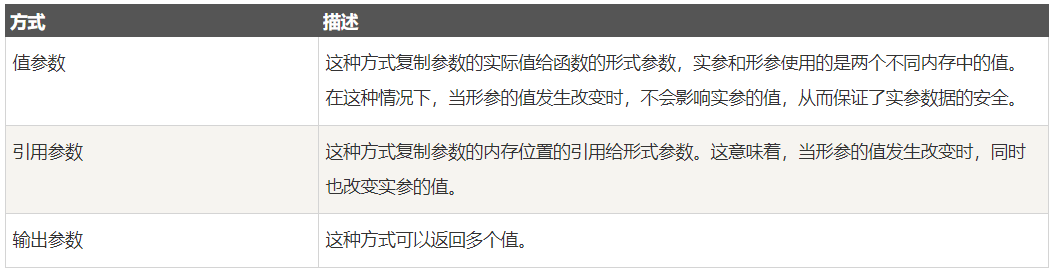 方式 描述
值参数 这种方式复制参数的实际值给函数的形式参数，实参和形参使用的是两个不同内存中的值。
在这种情况下，当形参的值发生改变时，不会影响实参的值，从而保证了实参数据的安全。
引用参数 这种方式复制参数的内存位置的引用给形式参数。这意味着，当形参的值发生改变时，同时
也改变实参的值。
输出参数 这种方式可以返回多个值。